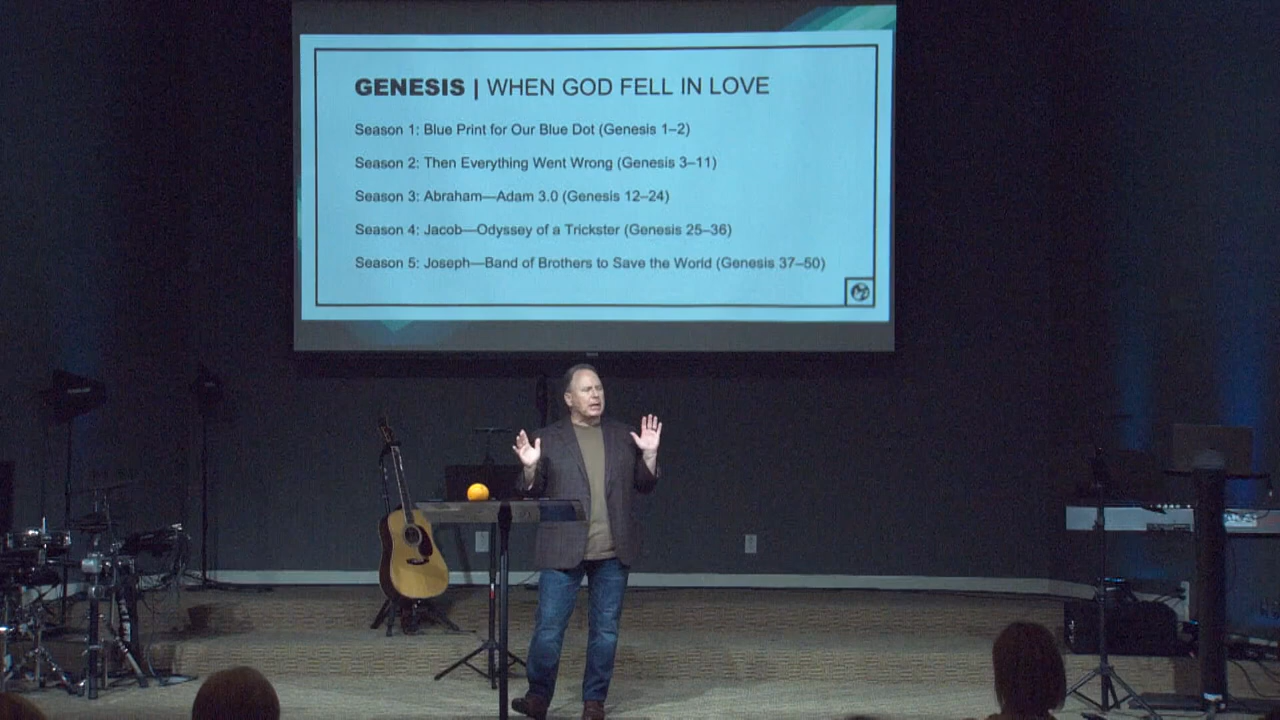 GENESIS | WHEN GOD FELL IN LOVE
Season 1: Blue Print for Our Blue Dot (Genesis 1–2)
Season 2: Then Everything Went Wrong (Genesis 3–11)
Season 3: Abraham—Adam 3.0 (Genesis 12–24)
Season 4: Jacob—Odyssey of a Trickster (Genesis 25–36)
Season 5: Joseph—Band of Brothers to Save the World (Genesis 37–50)